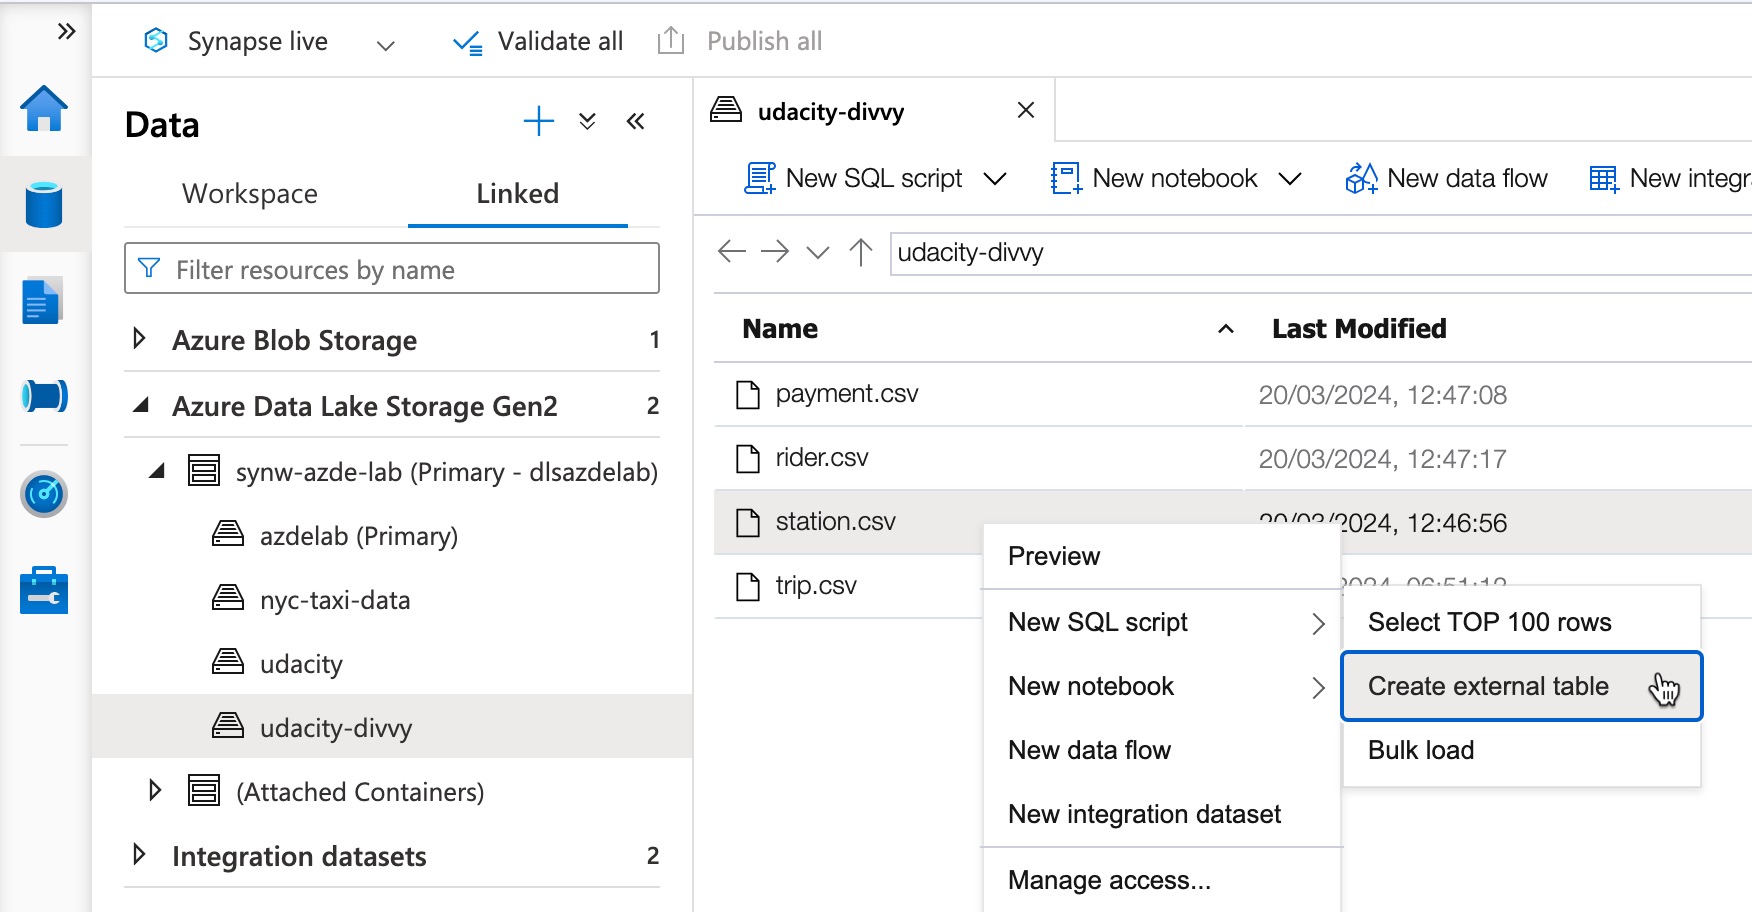 Synapse live
Validate all
Publish all
Data
Workspace
Linked
Filter resources by name
Azure Blob Storage 1
Azure Data Lake Storage Gen2 2
synw-azde-lab (Primary - dlsazdelab)
azdelab (Primary)
nyc-taxi-data
udacity
udacity-divvy
(Attached Containers)
Integration datasets 2
udacity-divvy
New SQL script
New notebook
New data flow
New integr
udacity-divvy
Name
Last Modified
payment.csv 20/03/2024, 12:47:08
rider.csv 20/03/2024, 12:47:17
station.csv 20/03/2024, 12:46:56
trip.csv
Preview
New SQL script
New notebook
New data flow
New integration dataset
Manage access...
Select TOP 100 rows
Create external table
Bulk load